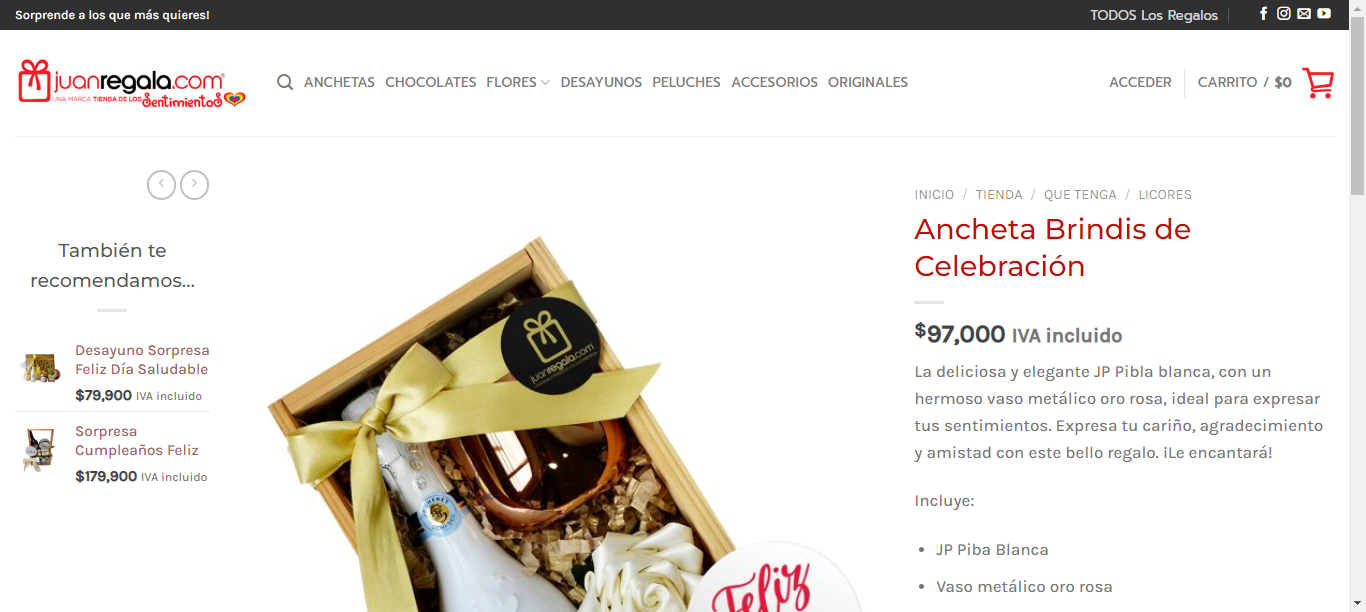 Sorprende a los que más quieres!
TODOS Los Regalos
juanregala.com®
UNA MARCA TIENDA DE LOS Sentimientos
ANCHETAS CHOCOLATES FLORES DESAYUNOS PELUCHES ACCESORIOS ORIGINALES
ACCEDER
CARRITO / $0
También te
recomendamos...
Desayuno Sorpresa
Feliz Día Saludable
$79,900 IVA incluido
Sorpresa
Cumpleaños Feliz
$179,900 IVA incluido
juanregala.com
Feliz
INICIO / TIENDA / QUE TENGA / LICORES
Ancheta Brindis de
Celebración
$97,000 IVA incluido
La deliciosa y elegante JP Pibla blanca, con un
hermoso vaso metálico oro rosa, ideal para expresar
tus sentimientos. Expresa tu cariño, agradecimiento
y amistad con este bello regalo. ¡Le encantará!
Incluye:
• JP Piba Blanca
• Vaso metálico oro rosa